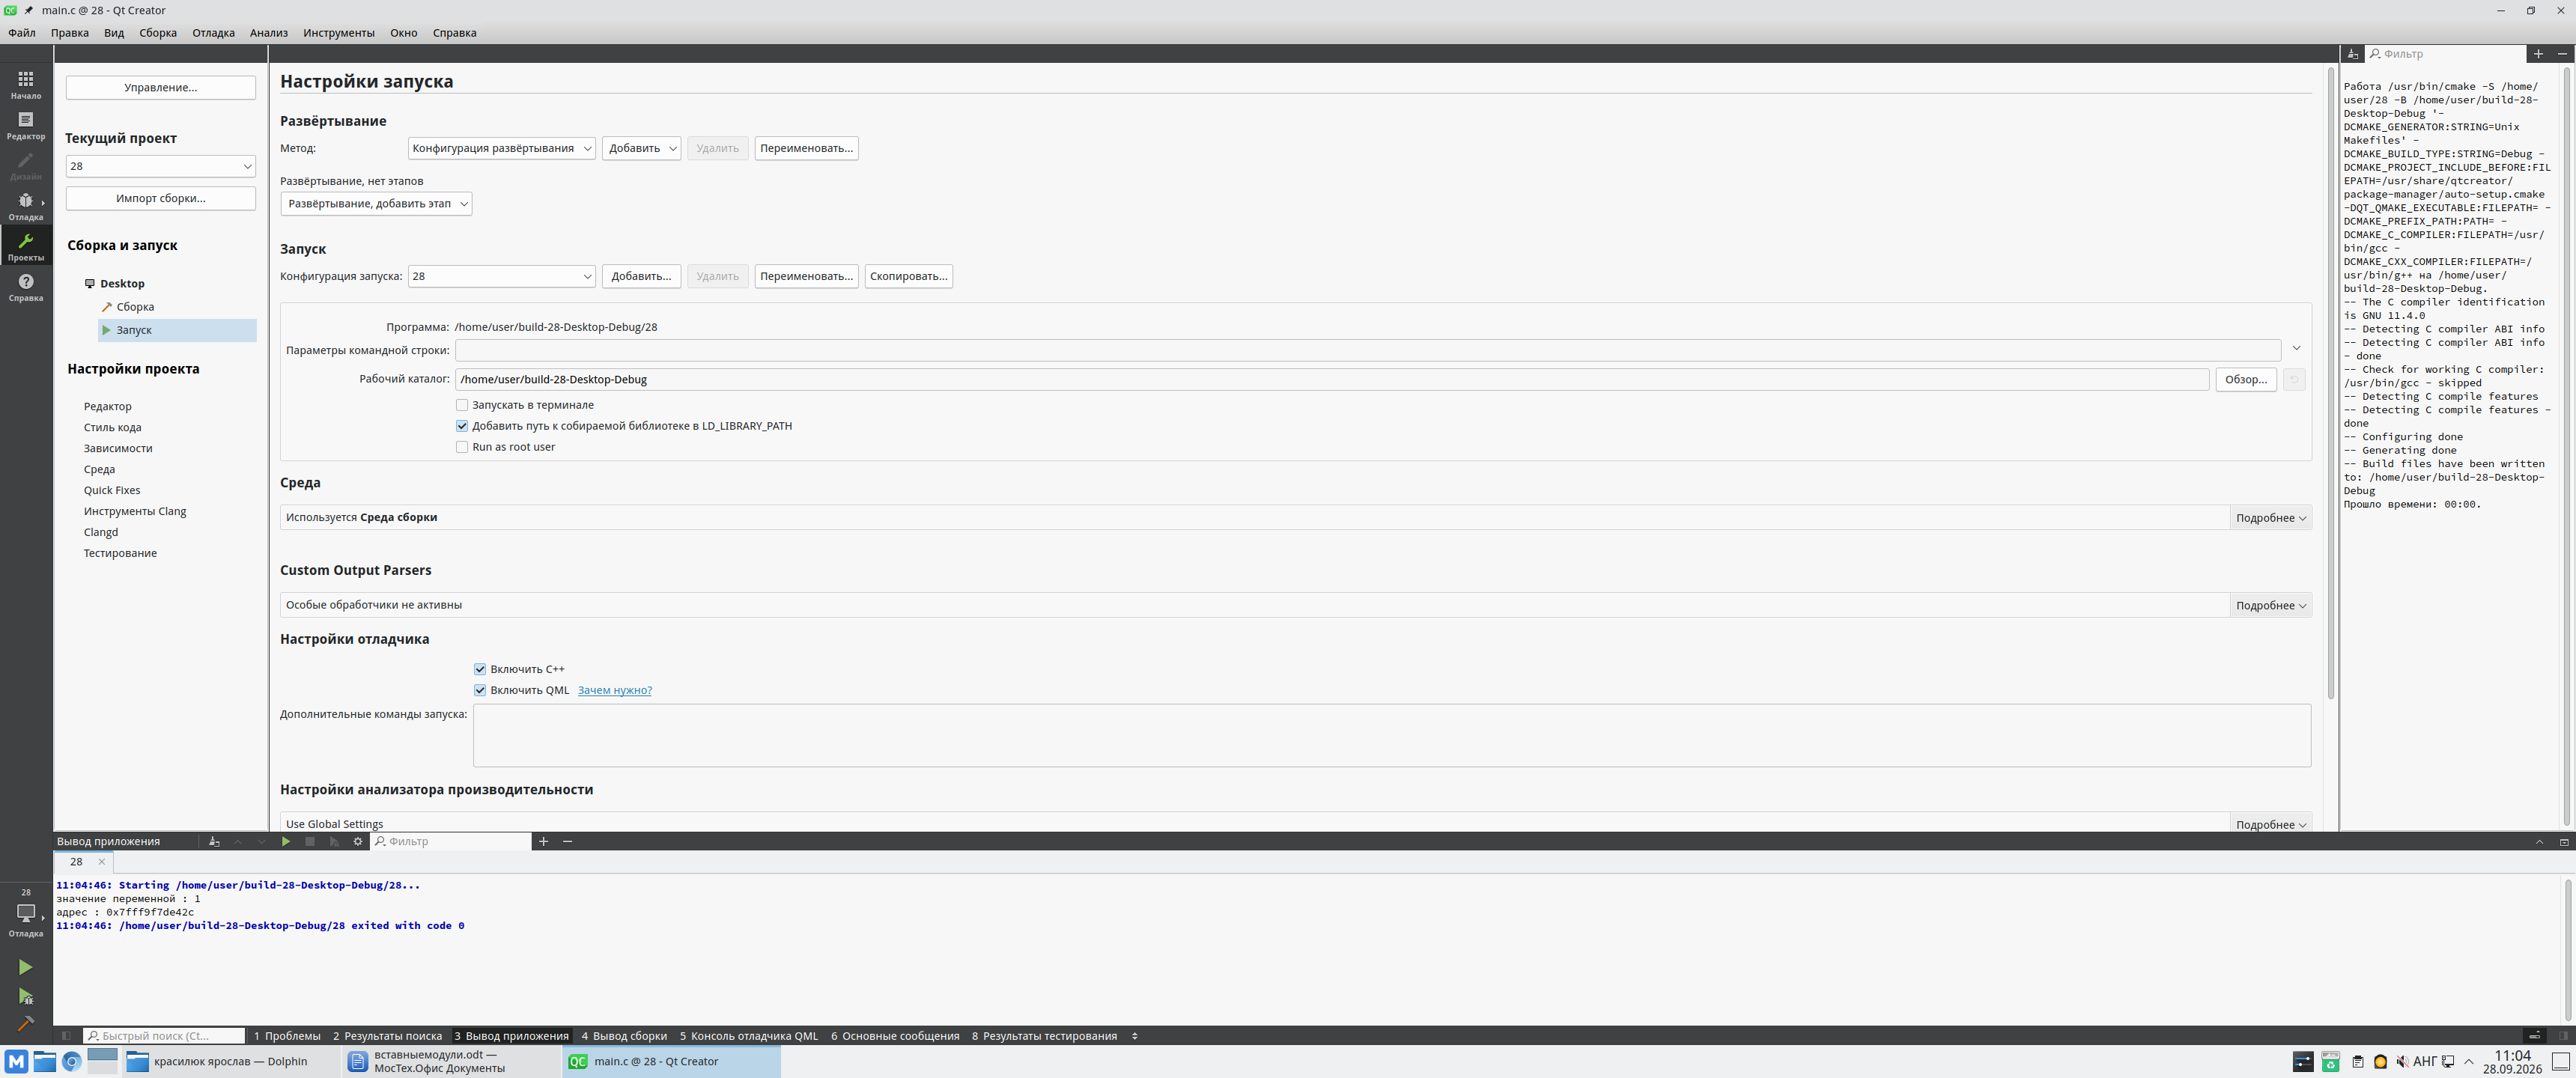 main.c @ 28 - Qt Creator
Файл Правка Вид Сборка Отладка Анализ Инструменты Окно Справка
Начало
Редактор
Дизайн
Отладка
Проекты
Справка
Управление...
Текущий проект
28
Импорт сборки...
Сборка и запуск
Desktop
Сборка
Запуск
Настройки проекта
Редактор
Стиль кода
Зависимости
Среда
Quick Fixes
Инструменты Clang
Clangd
Тестирование
Настройки запуска
Развёртывание
Метод: Конфигурация развёртывания Добавить Удалить Переименовать...
Развёртывание, нет этапов
Развёртывание, добавить этап
Запуск
Конфигурация запуска: 28 Добавить... Удалить Переименовать... Скопировать...
Программа: /home/user/build-28-Desktop-Debug/28
Параметры командной строки:
Рабочий каталог: /home/user/build-28-Desktop-Debug Обзор...
Запускать в терминале
Добавить путь к собираемой библиотеке в LD_LIBRARY_PATH
Run as root user
Среда
Используется Среда сборки Подробнее
Custom Output Parsers
Особые обработчики не активны Подробнее
Настройки отладчика
Включить C++
Включить QML Зачем нужно?
Дополнительные команды запуска:
Настройки анализатора производительности
Use Global Settings Подробнее
Фильтр
Работа /usr/bin/cmake -S /home/
user/28 -B /home/user/build-28-
Desktop-Debug '-
DCMAKE_GENERATOR:STRING=Unix
Makefiles' -
DCMAKE_BUILD_TYPE:STRING=Debug -
DCMAKE_PROJECT_INCLUDE_BEFORE:FIL
EPATH=/usr/share/qtcreator/
package-manager/auto-setup.cmake
-DQT_QMAKE_EXECUTABLE:FILEPATH= -
DCMAKE_PREFIX_PATH:PATH= -
DCMAKE_C_COMPILER:FILEPATH=/usr/
bin/gcc -
DCMAKE_CXX_COMPILER:FILEPATH=/
usr/bin/g++ на /home/user/
build-28-Desktop-Debug.
-- The C compiler identification
is GNU 11.4.0
-- Detecting C compiler ABI info
-- Detecting C compiler ABI info
- done
-- Check for working C compiler:
/usr/bin/gcc - skipped
-- Detecting C compile features
-- Detecting C compile features -
done
-- Configuring done
-- Generating done
-- Build files have been written
to: /home/user/build-28-Desktop-
Debug
Прошло времени: 00:00.
Вывод приложения Фильтр
28
11:04:46: Starting /home/user/build-28-Desktop-Debug/28...
значение переменной : 1
адрес : 0x7fff9f7de42c
11:04:46: /home/user/build-28-Desktop-Debug/28 exited with code 0
28
Отладка
Быстрый поиск (Ct... 1 Проблемы 2 Результаты поиска 3 Вывод приложения 4 Вывод сборки 5 Консоль отладчика QML 6 Основные сообщения 8 Результаты тестирования
красилюк ярослав — Dolphin
вставныемодули.odt —
МосТех.Офис Документы
main.c @ 28 - Qt Creator
АНГ
11:04
28.09.2026